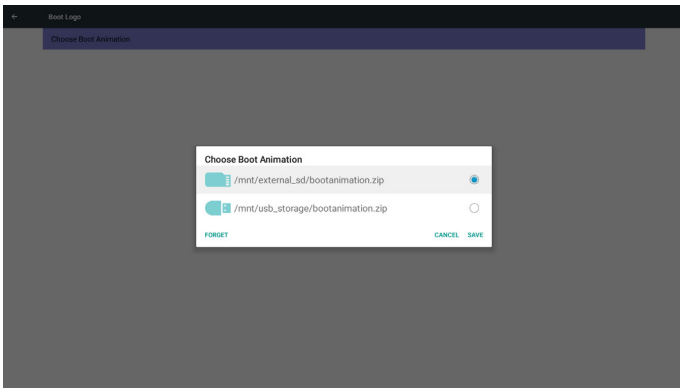 Boot Logo
Choose Boot Animation
Choose Boot Animation
/mnt/external_sd/bootanimation.zip
/mnt/usb_storage/bootanimation.zip
FORGET CANCEL SAVE